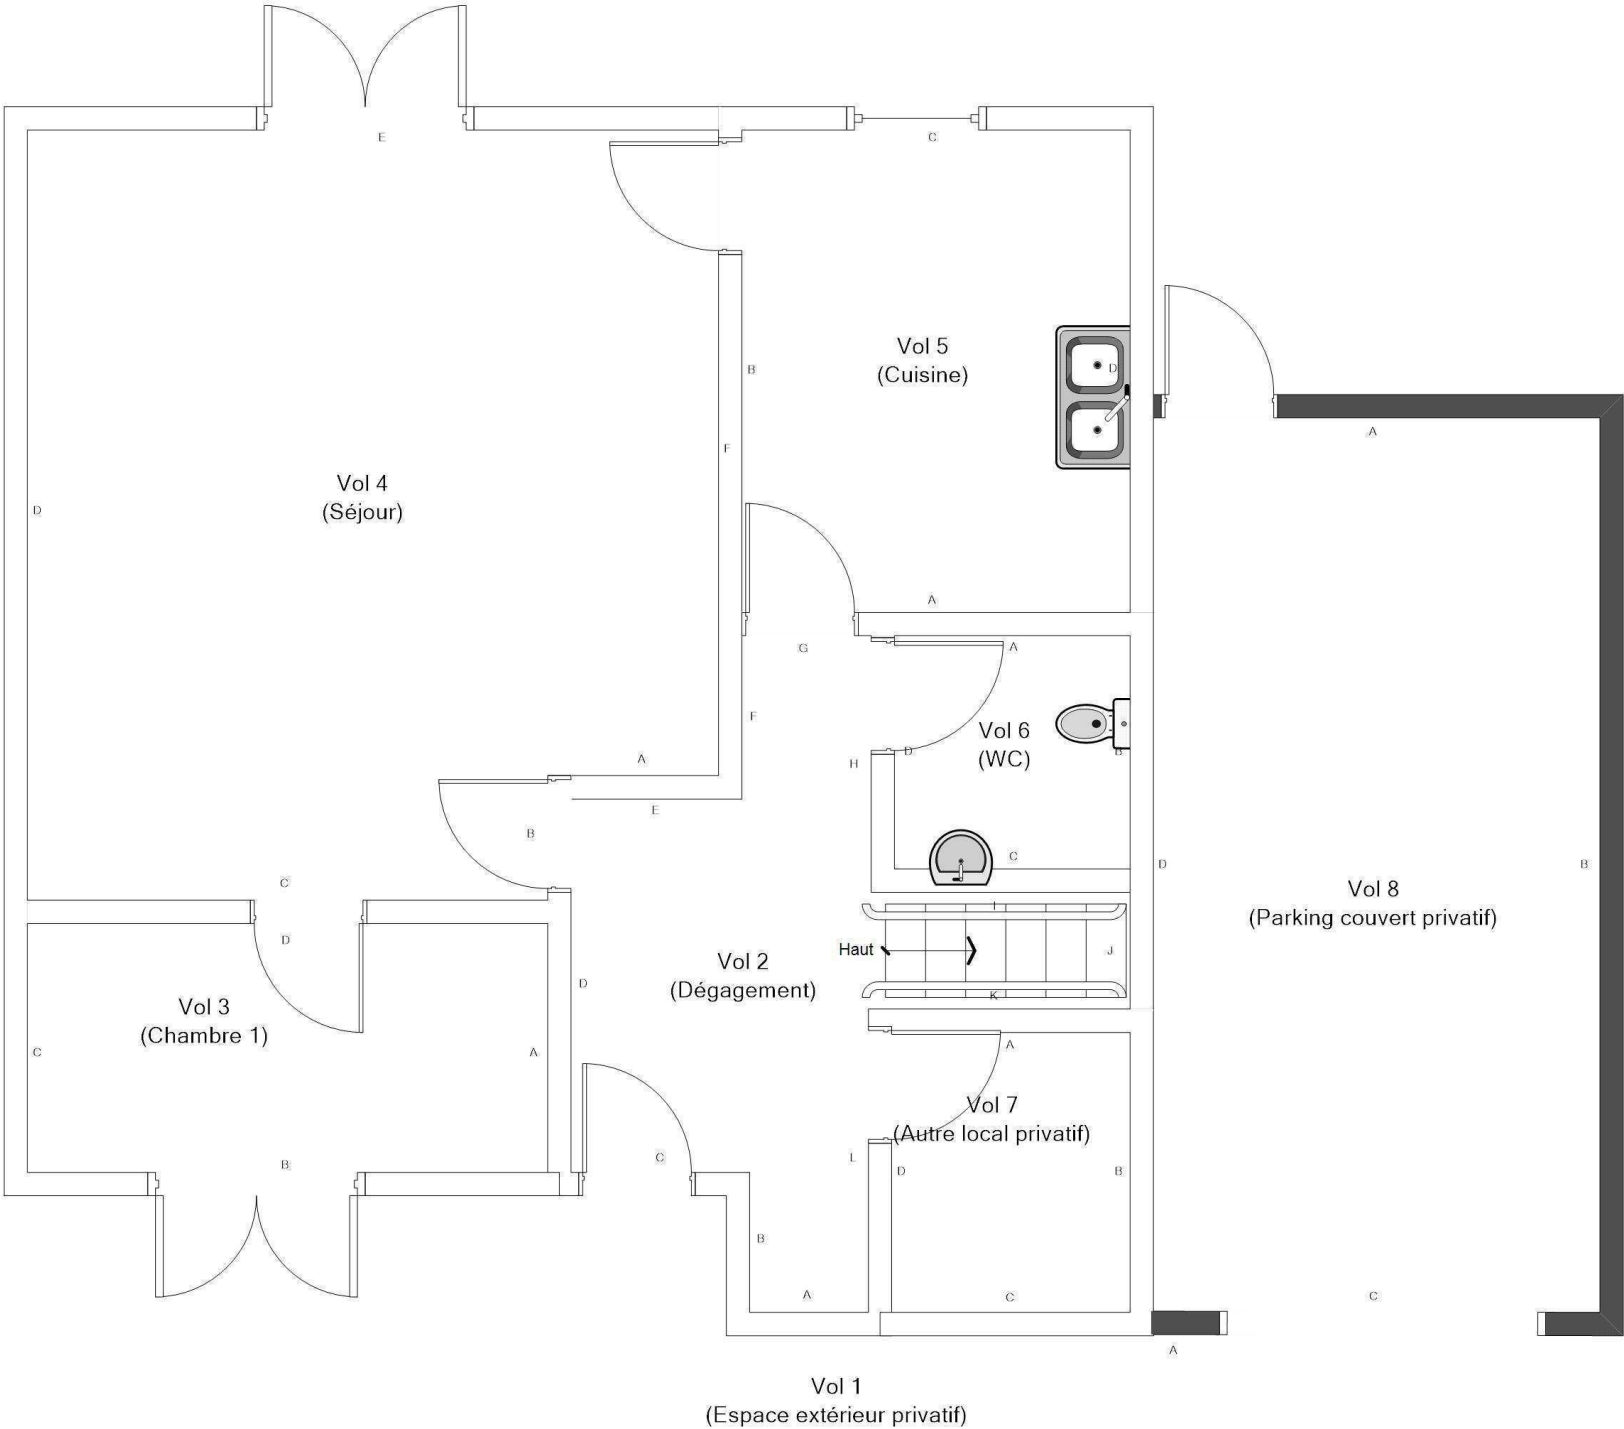 E
C
Vol 5
(Cuisine)
B
D
A
F
Vol 4
(Séjour)
D
A
G
A
F
Vol 6
(WC)
D
B
H
A
E
B
C
D
C
B
Vol 8
(Parking couvert privatif)
D
I
Haut
J
Vol 2
(Dégagement)
D
K
Vol 3
(Chambre 1)
C
A
A
Vol 7
(Autre local privatif)
B
C
L
D
B
B
A
C
C
A
Vol 1
(Espace extérieur privatif)